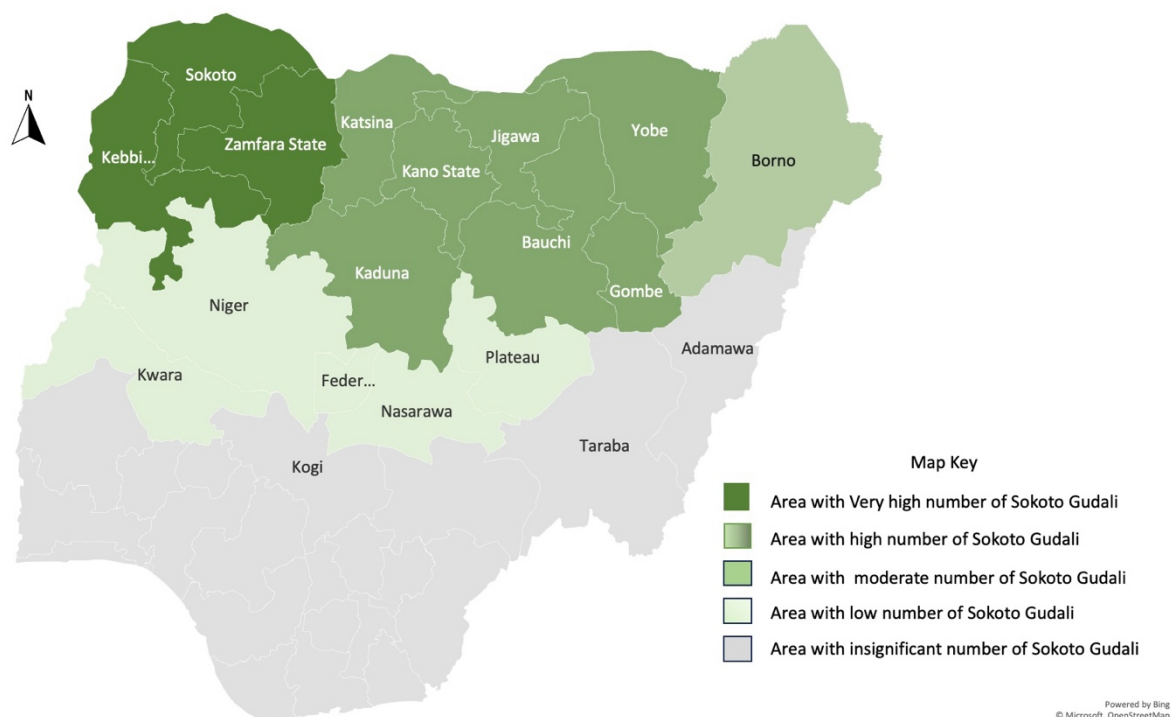 Sokoto
N
Katsina
Jigawa
Yobe
Zamfara State
Kebbi...
Kano State
Borno
Bauchi
Kaduna
Gombe
Niger
Adamawa
Plateau
Kwara
Feder...
Nasarawa
Taraba
Kogi
Map Key
Area with Very high number of Sokoto Gudali
Area with high number of Sokoto Gudali
Area with moderate number of Sokoto Gudali
Area with low number of Sokoto Gudali
Area with insignificant number of Sokoto Gudali
Powered by Bing
© Microsoft, OpenStreetMap